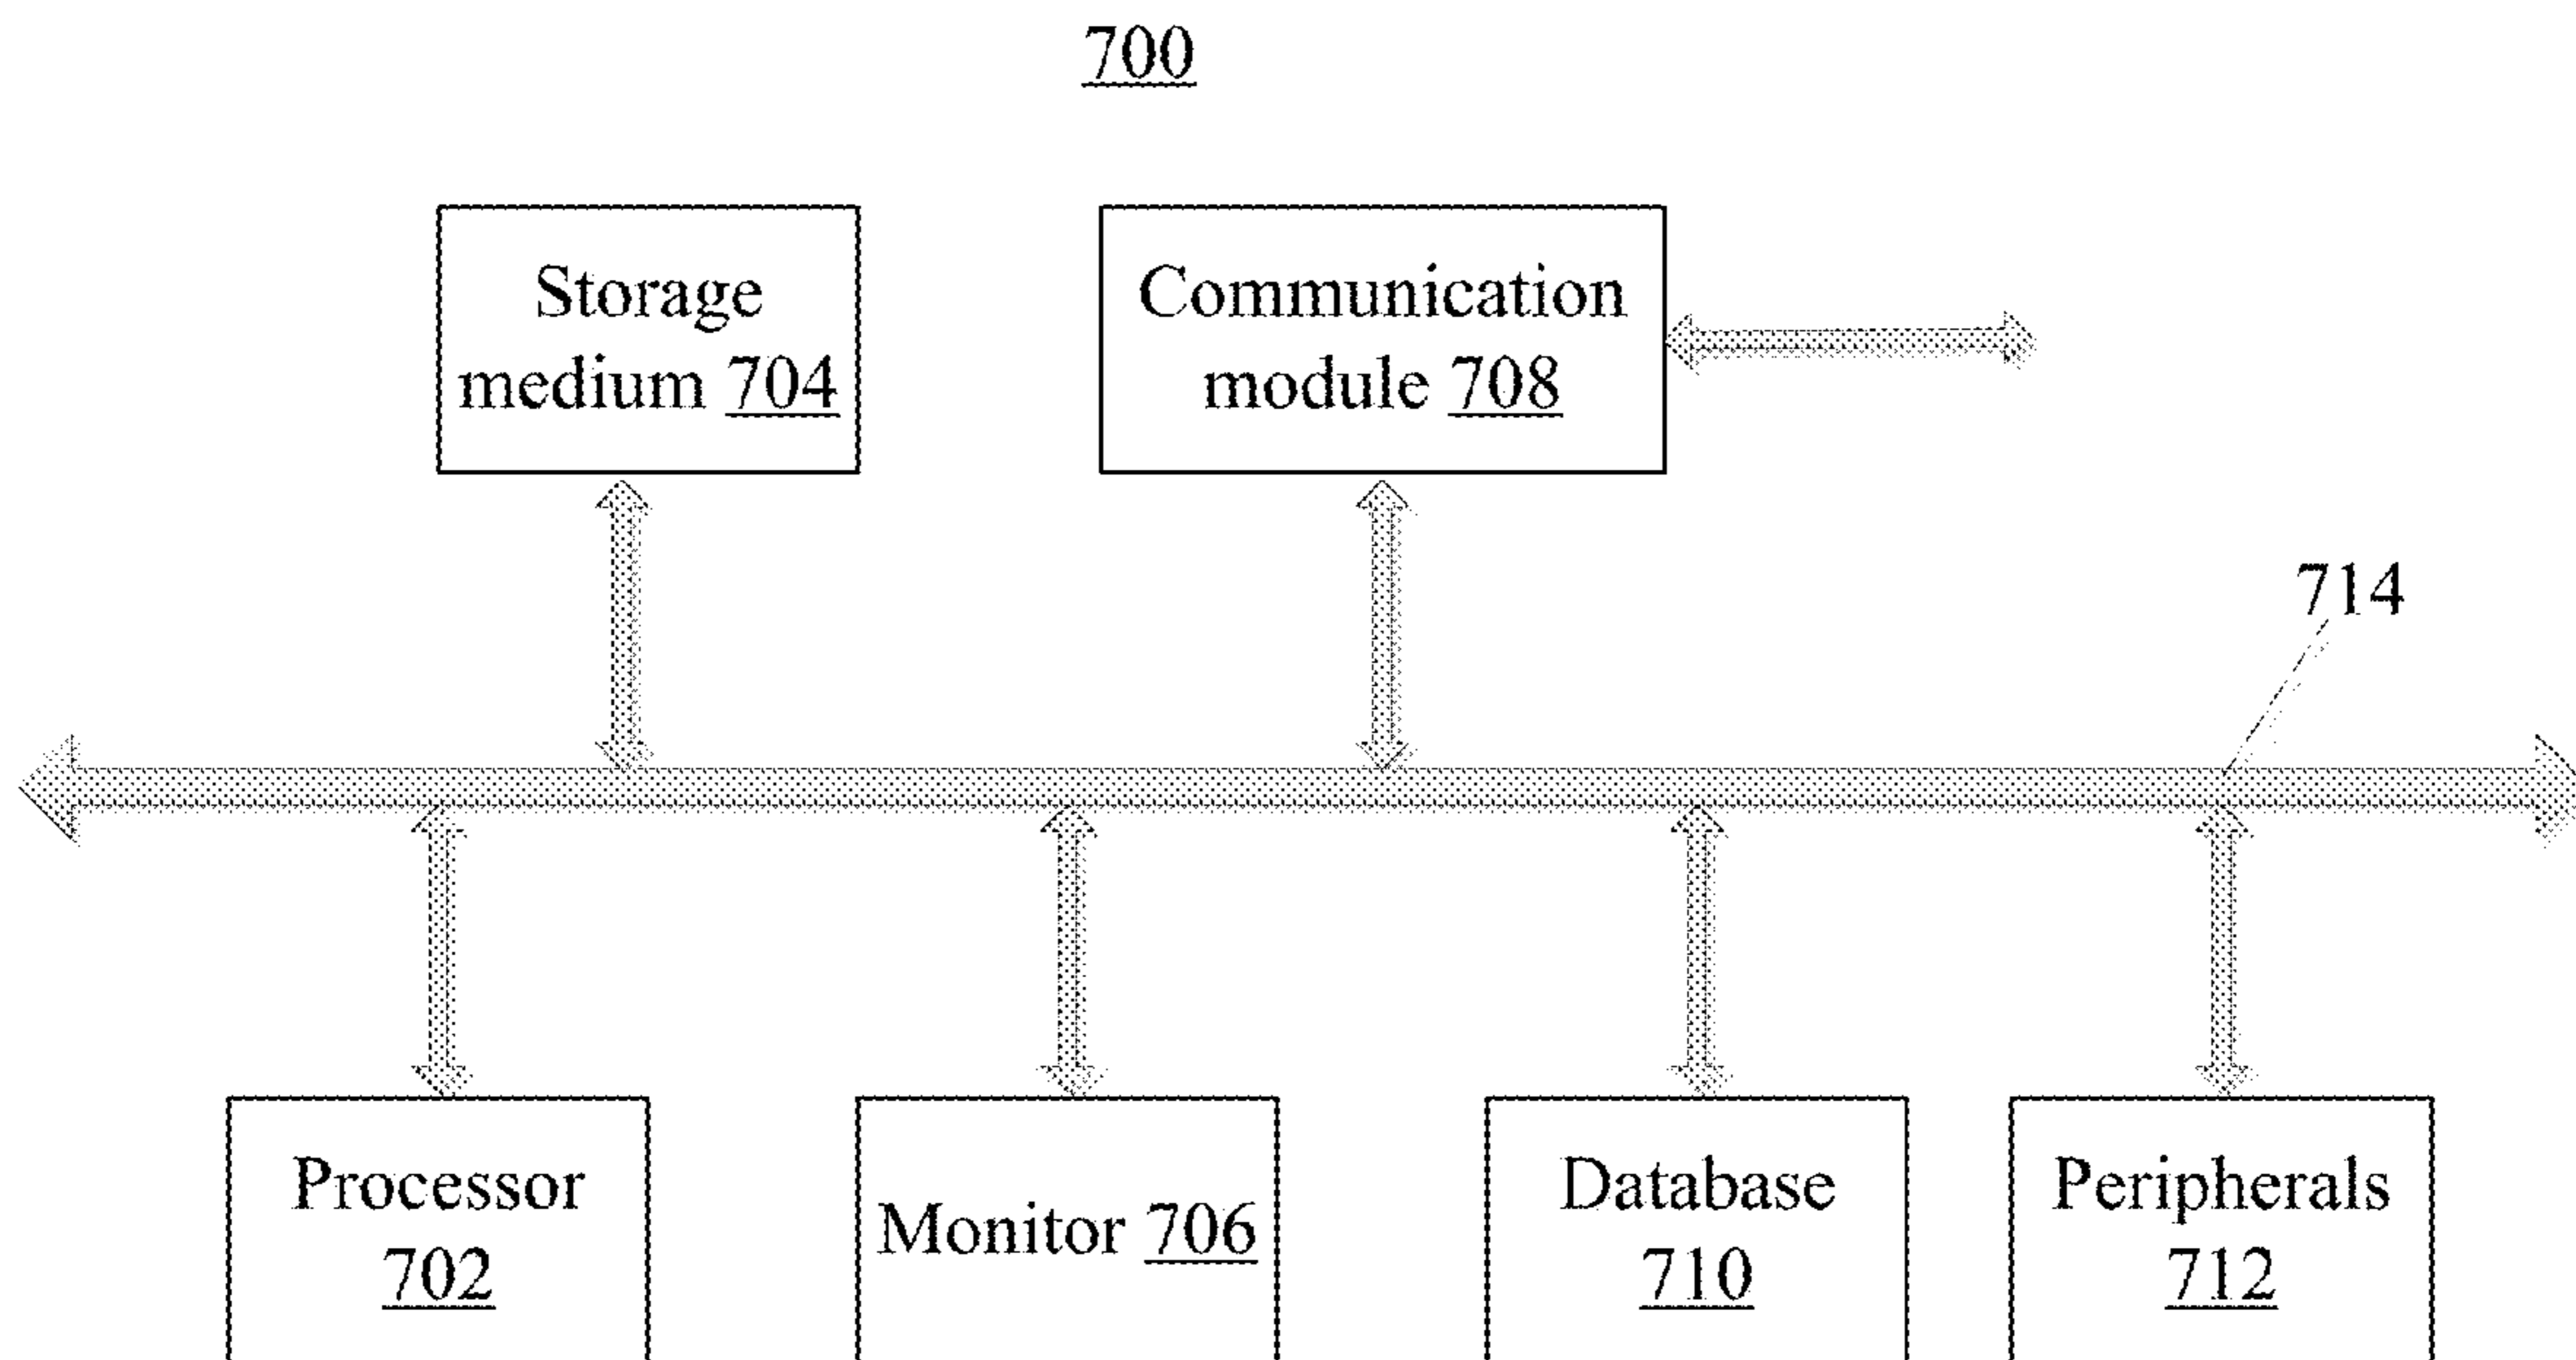 700
Storage
medium 704
Communication
module 708
714
Processor
702
Monitor 706
Database
710
Peripherals
712